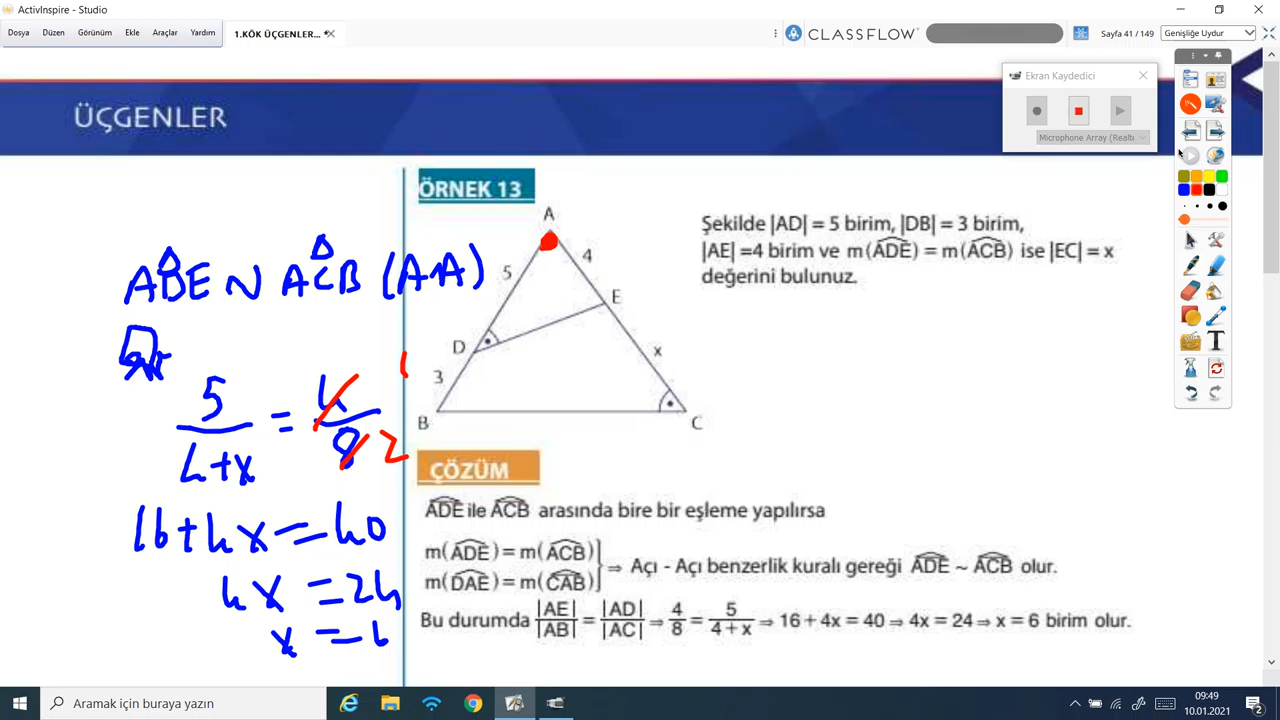 ActivInspire - Studio
Dosya Düzen Görünüm Ekle Araçlar Yardım
1.KÖK ÜÇGENLER...
CLASSFLOW
Sayfa 41 / 149
Genişliğe Uydur
Ekran Kaydedici
Microphone Array (Realt
ÜÇGENLER
ÖRNEK 13
A
4
5
E
D
x
3
B
C
Şekilde |AD| = 5 birim, |DB| = 3 birim,
|AE| =4 birim ve m(ADE) = m(ACB) ise |EC| = x
değerini bulunuz.
ABE ~ ACB (AA)
5/4+x = 4/8
1
2
16+4x=40
4x=24
x=6
ÇÖZÜM
ADE ile ACB arasında bire bir eşleme yapılırsa
m(ADE) = m(ACB)
m(DAE) = m(CAB)
⇒ Açı - Açı benzerlik kuralı gereği ADE ~ ACB olur.
Bu durumda |AE|/|AB| = |AD|/|AC| ⇒ 4/8 = 5/4 + x ⇒ 16 + 4x = 40 ⇒ 4x = 24 ⇒ x = 6 birim olur.
Aramak için buraya yazın
09:49
10.01.2021
2